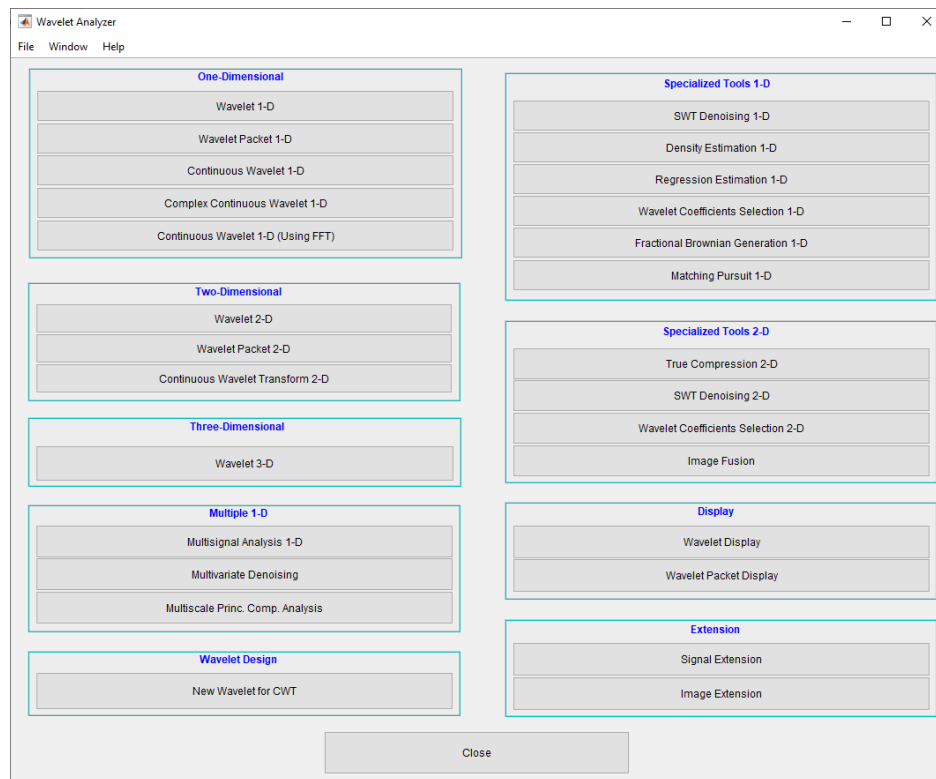 Wavelet Analyzer
File Window Help
One-Dimensional
Wavelet 1-D
Wavelet Packet 1-D
Continuous Wavelet 1-D
Complex Continuous Wavelet 1-D
Continuous Wavelet 1-D (Using FFT)
Two-Dimensional
Wavelet 2-D
Wavelet Packet 2-D
Continuous Wavelet Transform 2-D
Three-Dimensional
Wavelet 3-D
Multiple 1-D
Multisignal Analysis 1-D
Multivariate Denoising
Multiscale Princ. Comp. Analysis
Wavelet Design
New Wavelet for CWT
Specialized Tools 1-D
SWT Denoising 1-D
Density Estimation 1-D
Regression Estimation 1-D
Wavelet Coefficients Selection 1-D
Fractional Brownian Generation 1-D
Matching Pursuit 1-D
Specialized Tools 2-D
True Compression 2-D
SWT Denoising 2-D
Wavelet Coefficients Selection 2-D
Image Fusion
Display
Wavelet Display
Wavelet Packet Display
Extension
Signal Extension
Image Extension
Close